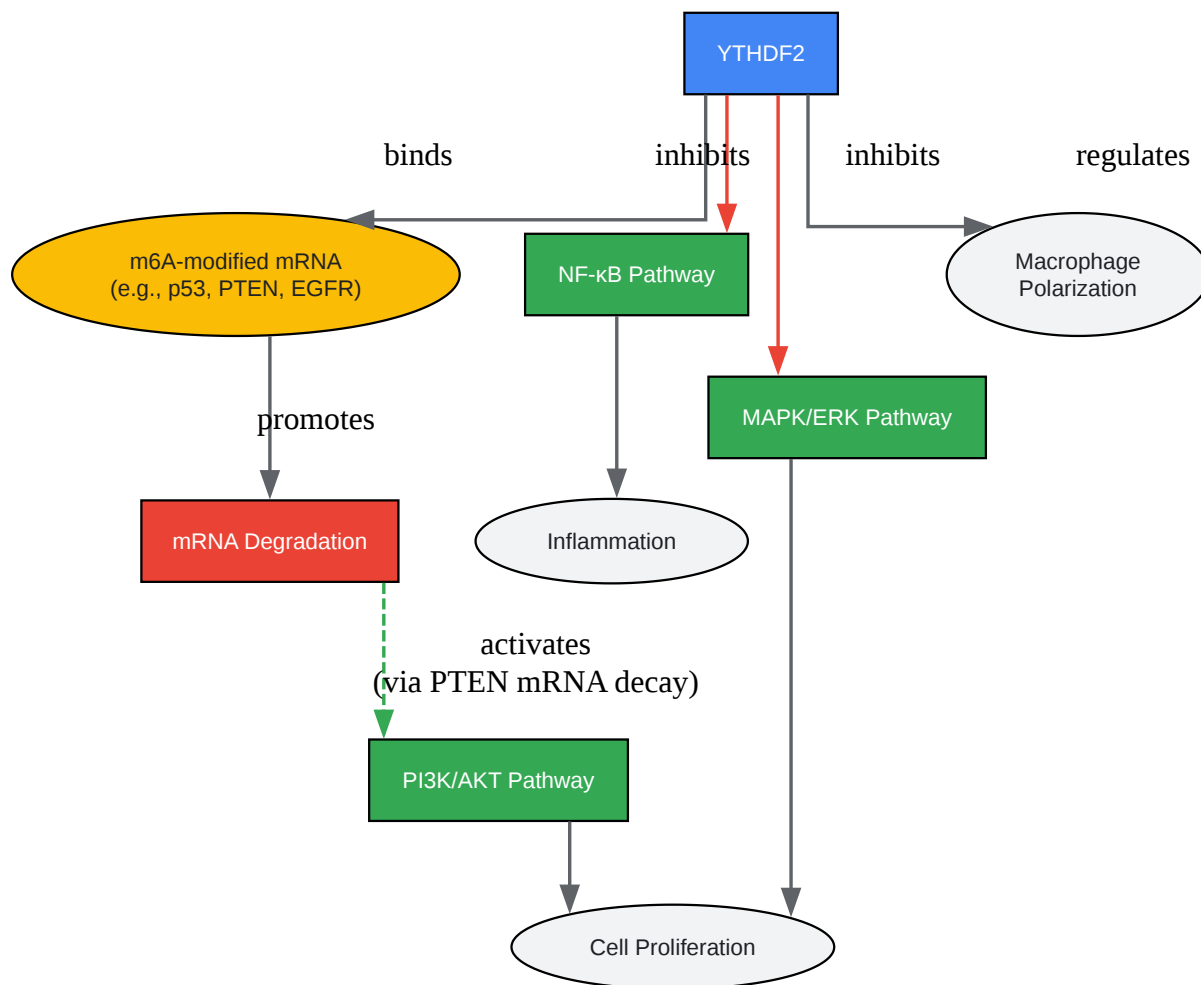 YTHDF2
binds
inhibits
inhibits
regulates
m6A-modified mRNA
(e.g., p53, PTEN, EGFR)
NF-κB Pathway
Macrophage
Polarization
MAPK/ERK Pathway
promotes
mRNA Degradation
Inflammation
activates
(via PTEN mRNA decay)
PI3K/AKT Pathway
Cell Proliferation